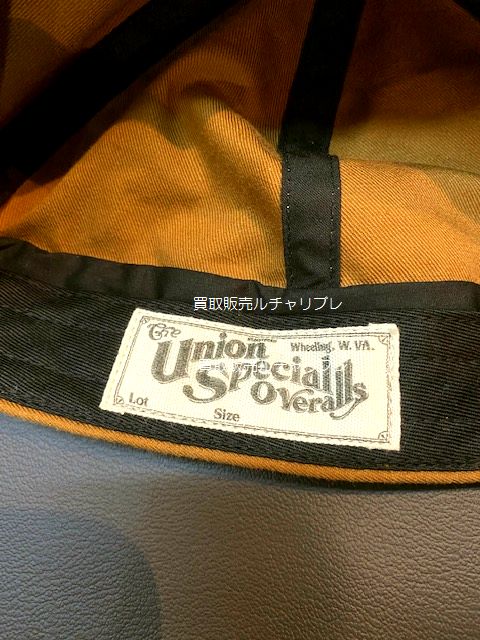 買取販売ルチャリブレ
The
Union
Special
Overalls
Wheeling, W. VA.
Lot
Size